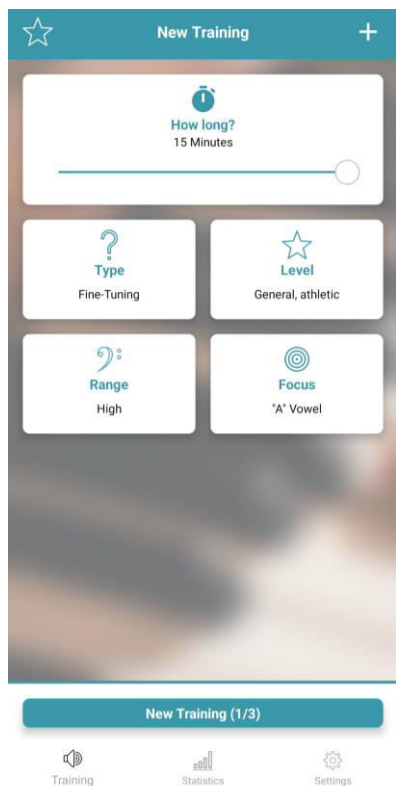 New Training
How long?
15 Minutes
Type
Fine-Tuning
Level
General, athletic
Range
High
Focus
"A" Vowel
New Training (1/3)
Training
Statistics
Settings